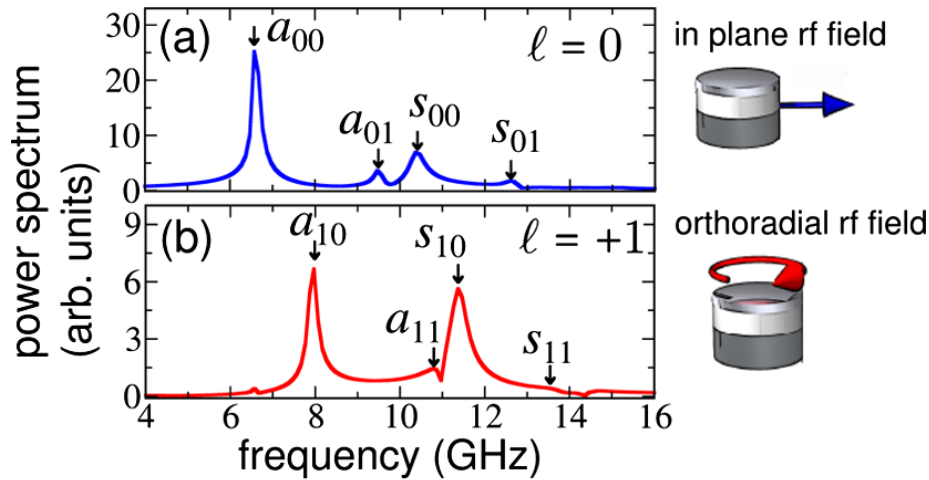 power spectrum
(arb. units)
30
20
10
0
(a)
a00
a01
s00
s01
ℓ = 0
in plane rf field
9
6
3
0
(b)
a10
a11
s10
s11
ℓ = +1
orthoradial rf field
4 6 8 10 12 14 16
frequency (GHz)